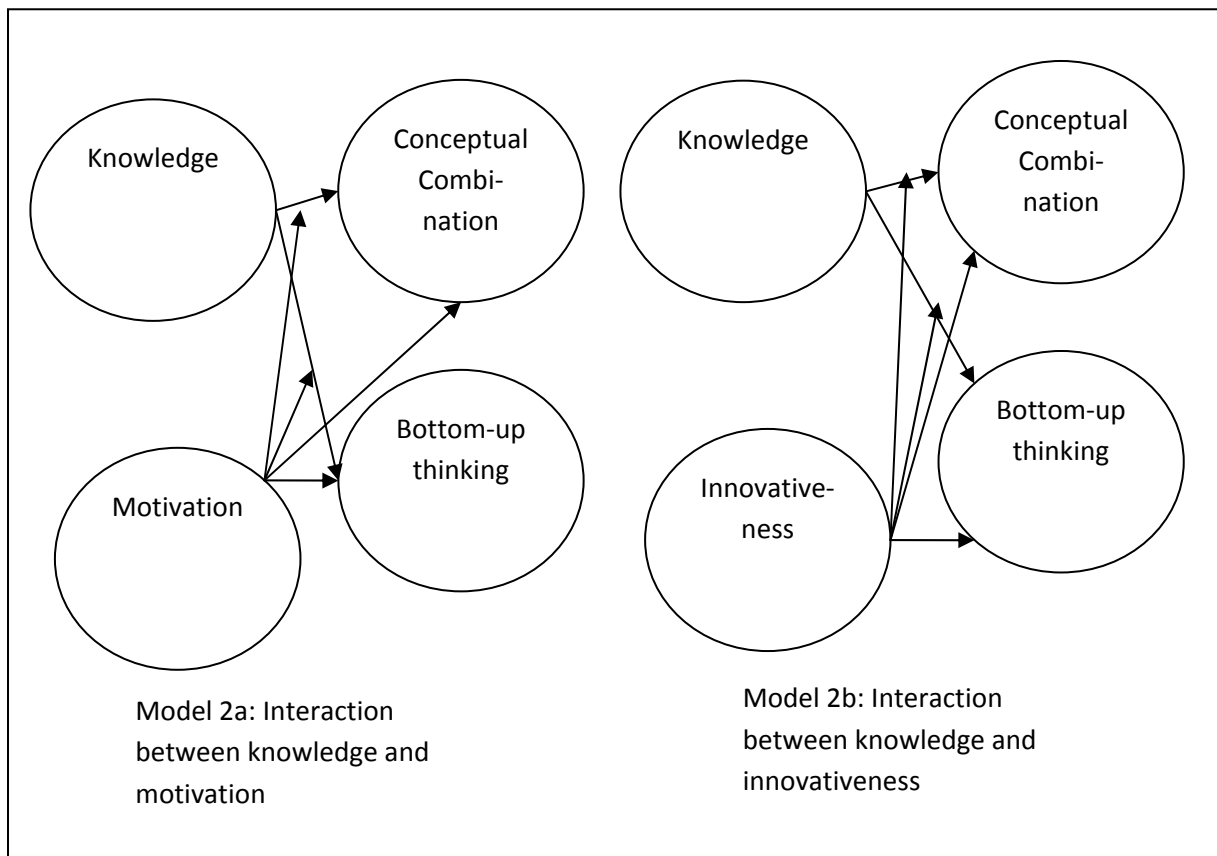 Knowledge
Conceptual
Combi-
nation
Motivation
Bottom-up
thinking
Model 2a: Interaction
between knowledge and
motivation
Knowledge
Conceptual
Combi-
nation
Innovative-
ness
Bottom-up
thinking
Model 2b: Interaction
between knowledge and
innovativeness